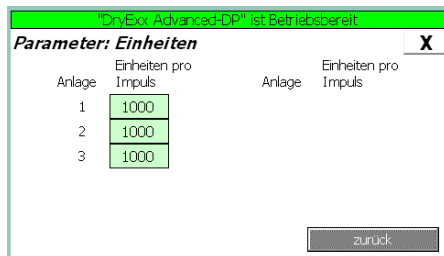 "DryExx Advanced-DP" ist Betriebsbereit
Parameter: Einheiten X
Anlage Einheiten pro Impuls Anlage Einheiten pro Impuls
1 1000
2 1000
3 1000
zurück